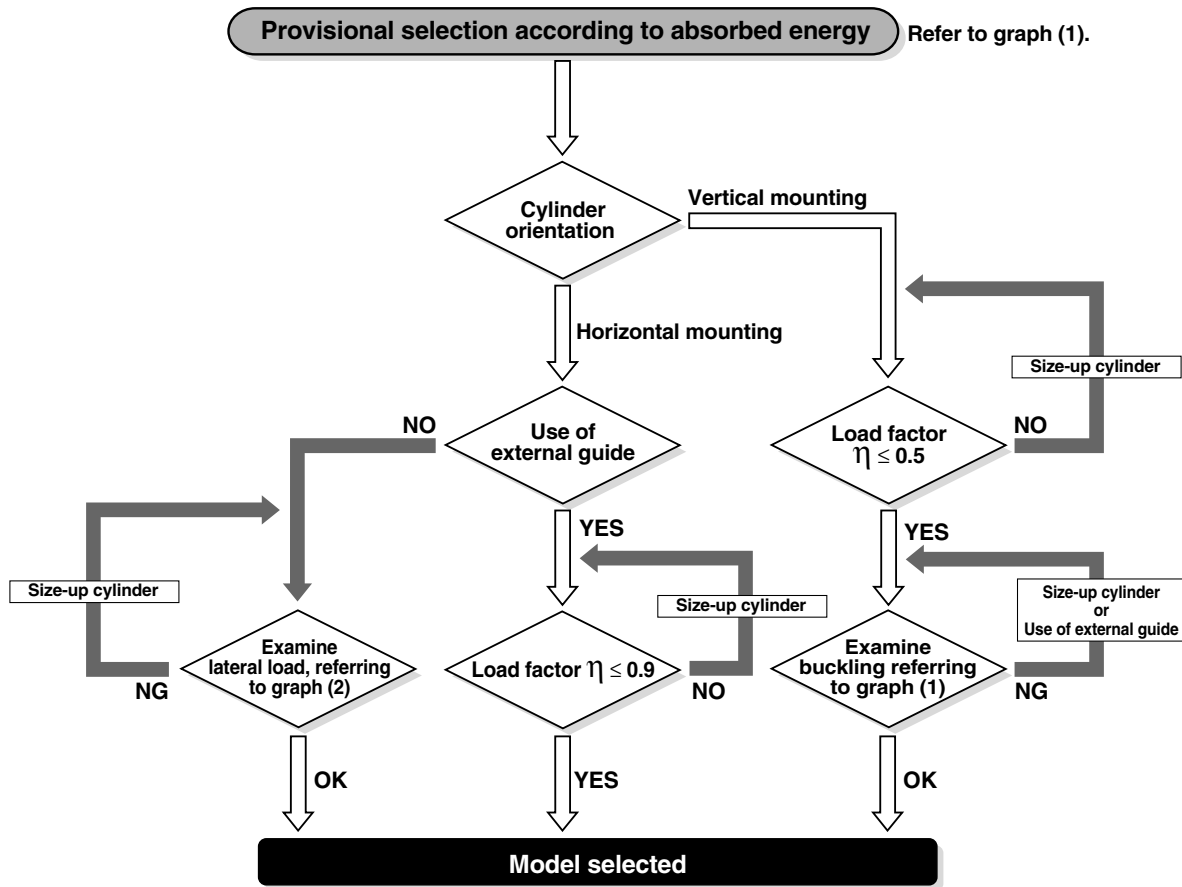 Provisional selection according to absorbed energy
Refer to graph (1).
Cylinder
orientation
Vertical mounting
Horizontal mounting
Size-up cylinder
NO
Use of
external guide
Load factor
η ≤ 0.5
NO
YES
YES
Size-up cylinder
Size-up cylinder
Size-up cylinder
or
Use of external guide
Examine
lateral load, referring
to graph (2)
NG
Load factor η ≤ 0.9
NO
Examine
buckling referring
to graph (1)
NG
OK
YES
OK
Model selected